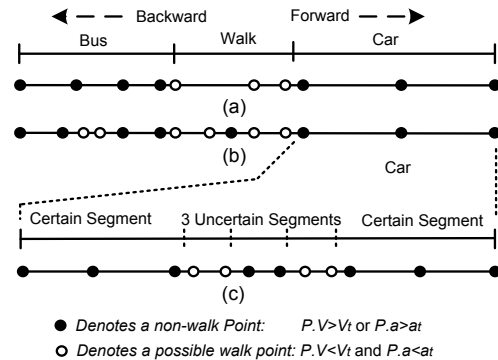 Backward Forward
Bus Walk Car
(a)
(b)
Car
Certain Segment 3 Uncertain Segments Certain Segment
(c)
Denotes a non-walk Point: P.V>Vt or P.a>at
Denotes a possible walk point: P.V<Vt and P.a<at